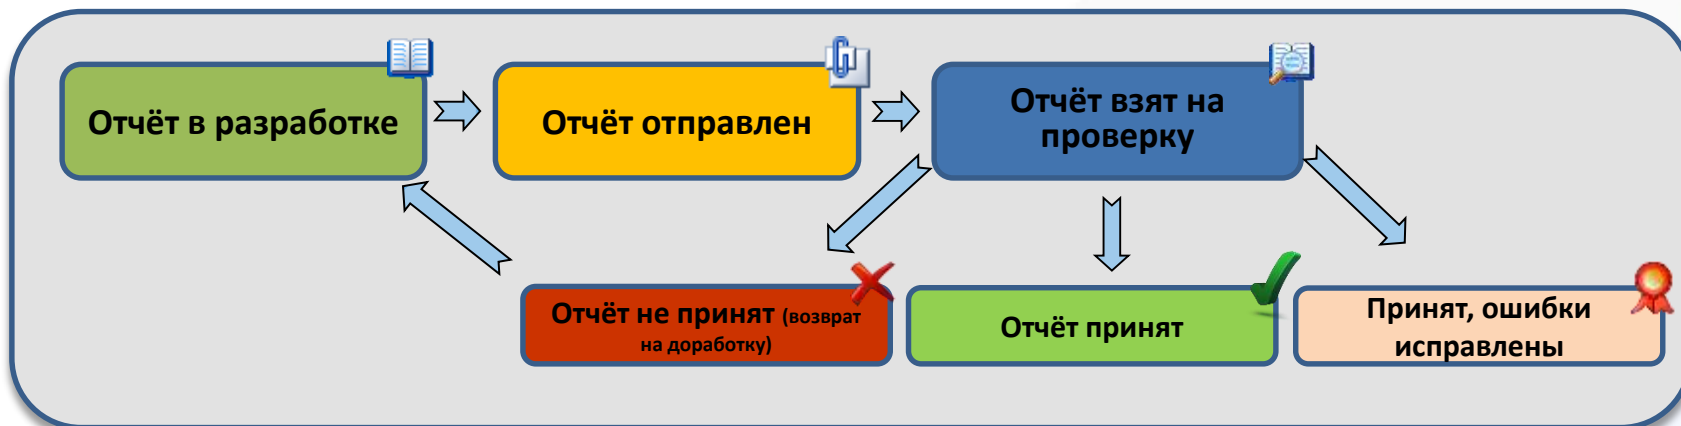 Отчёт в разработке
Отчёт отправлен
Отчёт взят на
проверку
Отчёт не принят (возврат
на доработку)
Отчёт принят
Принят, ошибки
исправлены